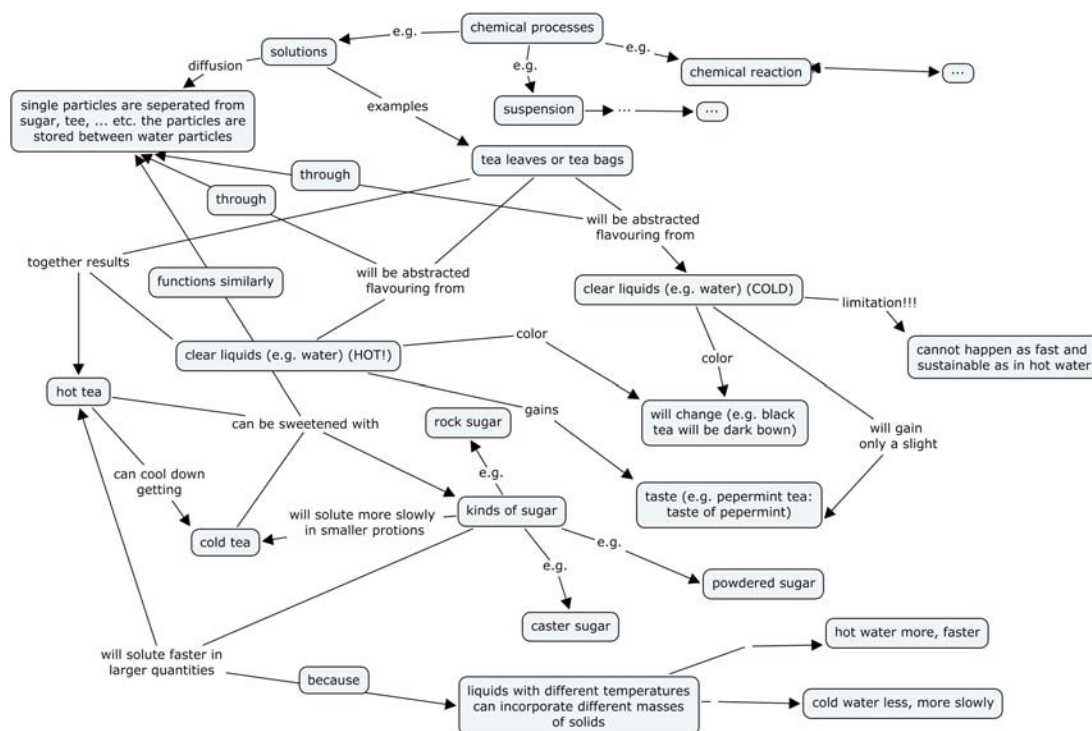 chemical processes
e.g.
solutions
e.g.
e.g.
chemical reaction
...
diffusion
examples
suspension
...
...
single particles are seperated from
sugar, tee, ... etc. the particles are
stored between water particles
tea leaves or tea bags
through
through
will be abstracted
flavouring from
together results
functions similarly
will be abstracted
flavouring from
clear liquids (e.g. water) (COLD)
limitation!!!
color
clear liquids (e.g. water) (HOT!)
color
cannot happen as fast and
sustainable as in hot water
hot tea
gains
will change (e.g. black
tea will be dark bown)
can be sweetened with
rock sugar
will gain
only a slight
can cool down
getting
e.g.
taste (e.g. pepermint tea:
taste of pepermint)
will solute more slowly
in smaller protions
kinds of sugar
cold tea
e.g.
e.g.
powdered sugar
caster sugar
will solute faster in
larger quantities
because
hot water more, faster
liquids with different temperatures
can incorporate different masses
of solids
cold water less, more slowly